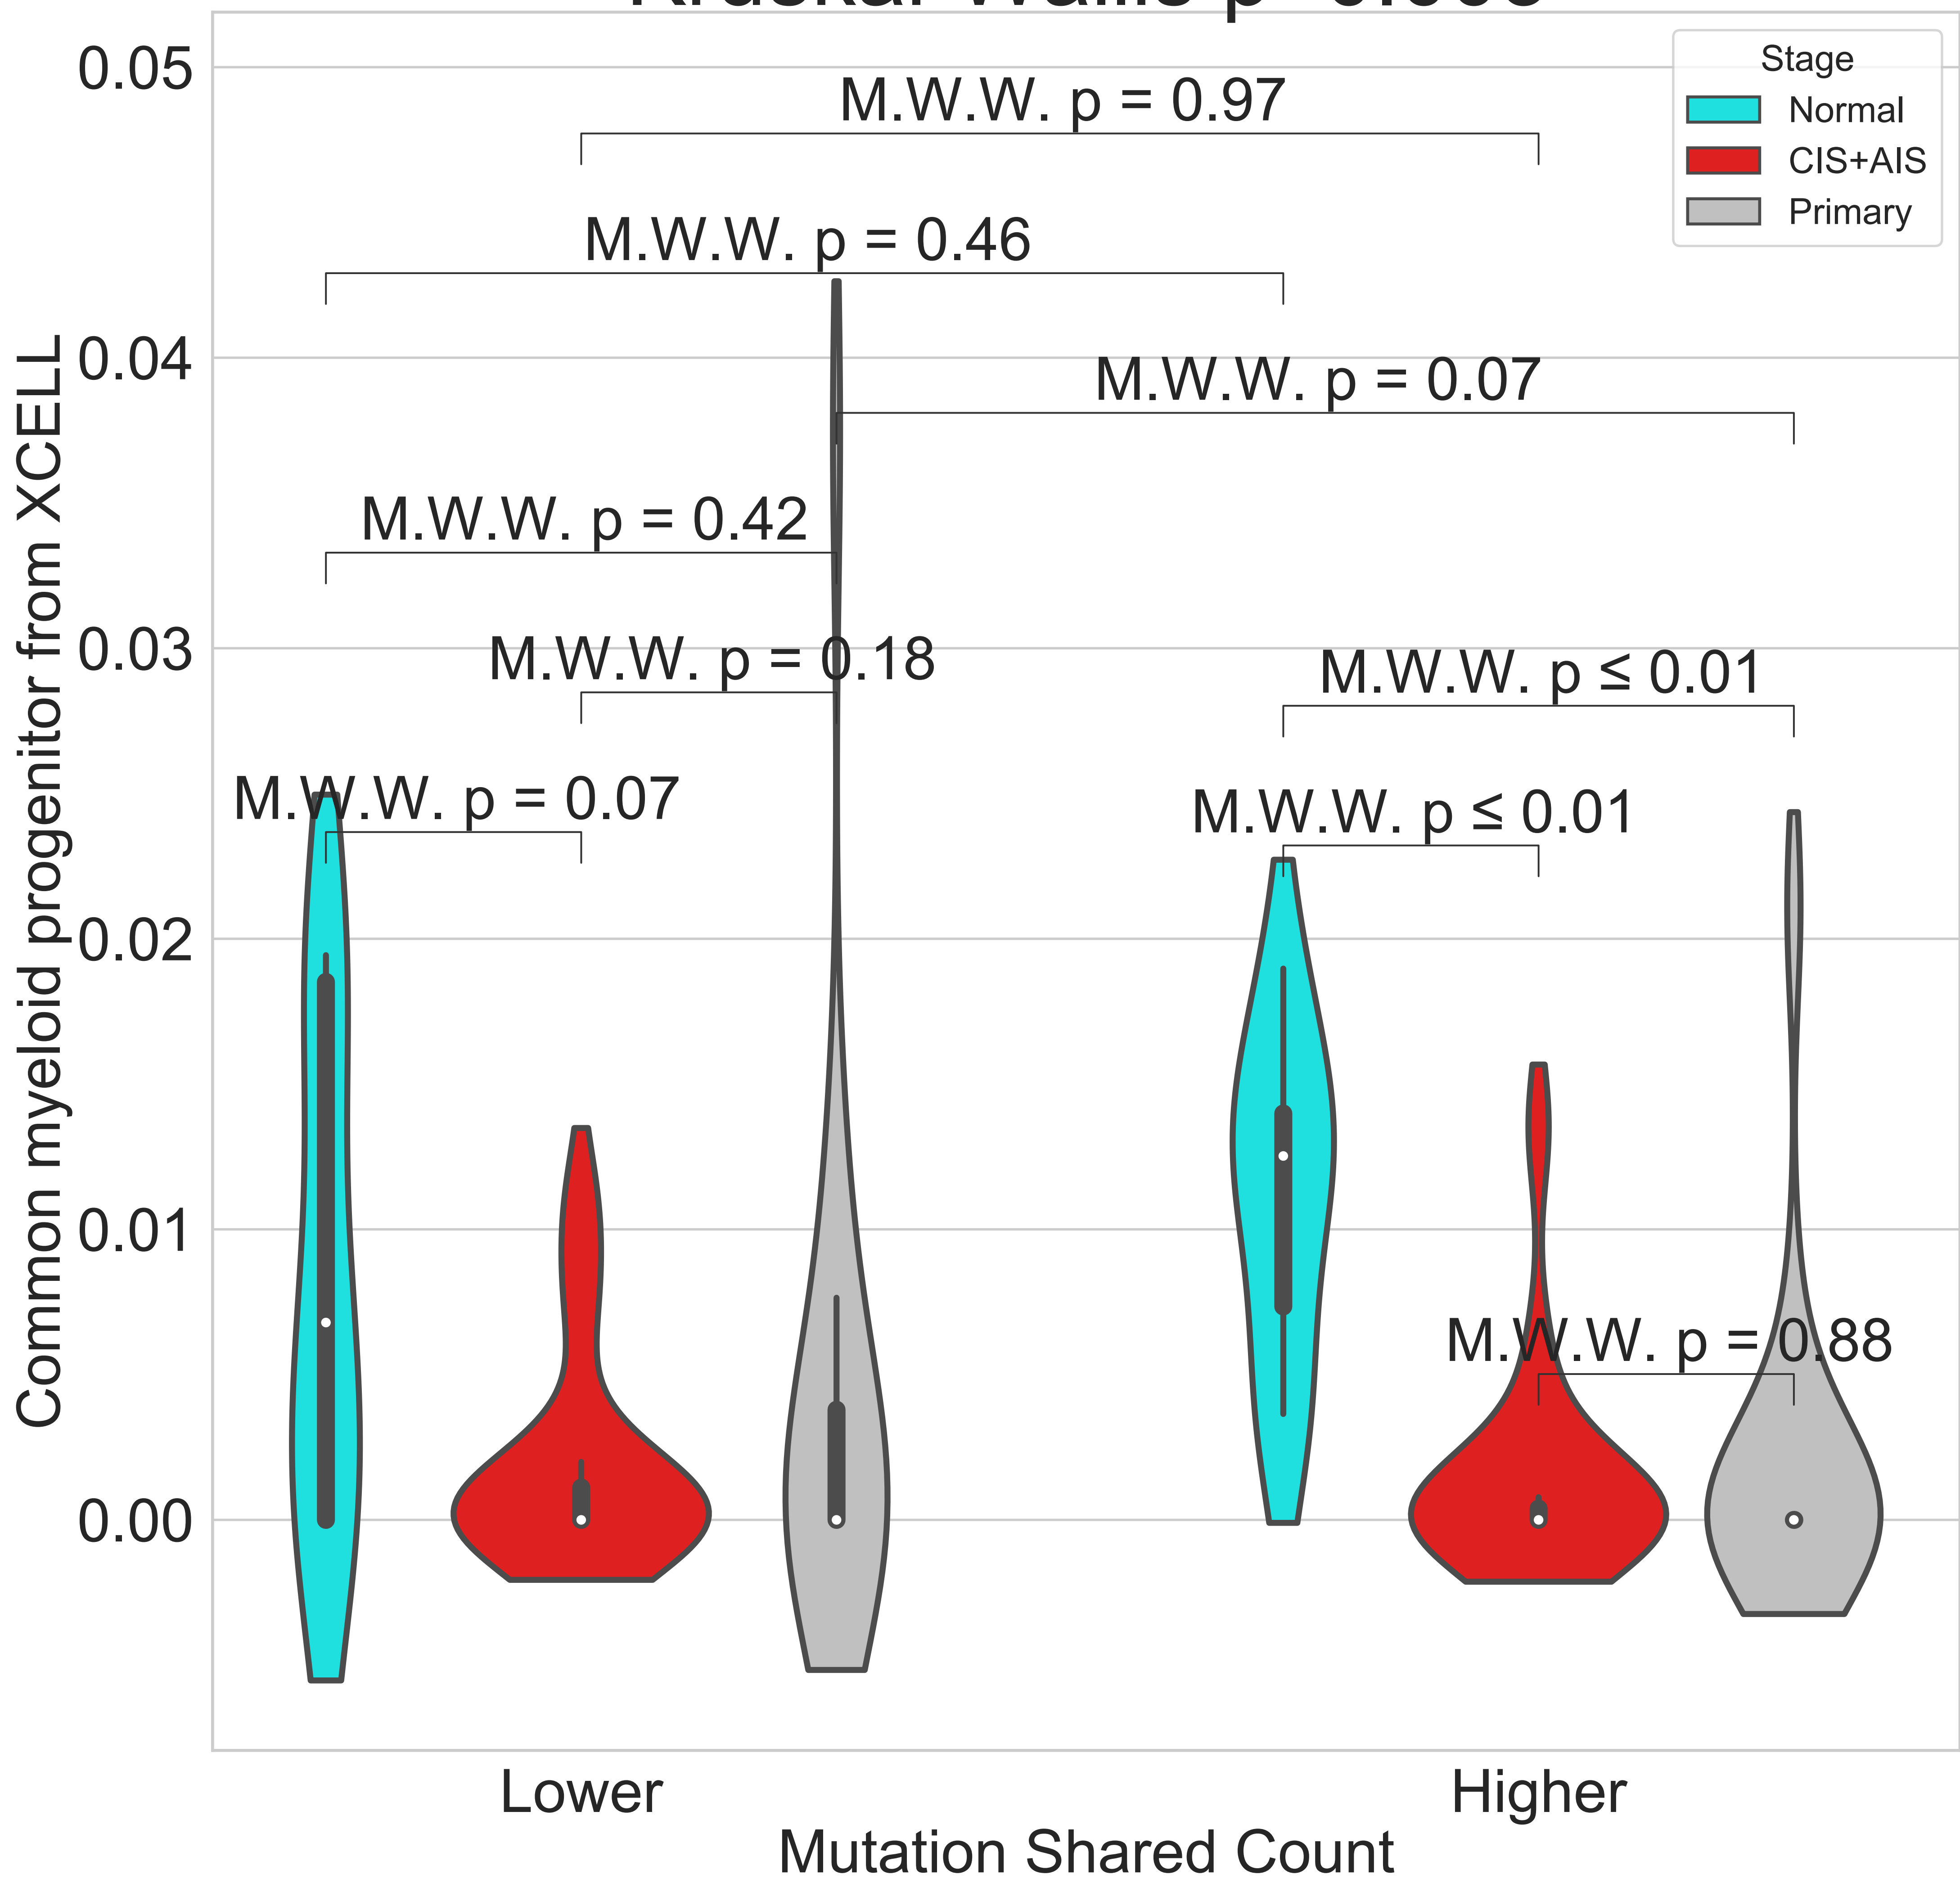 0.05
0.04
0.03
0.02
0.01
0.00
Common myeloid progenitor from XCELL
Stage
Normal
CIS+AIS
Primary
M.W.W. p = 0.97
M.W.W. p = 0.46
M.W.W. p = 0.07
M.W.W. p = 0.42
M.W.W. p = 0.18
M.W.W. p ≤ 0.01
M.W.W. p = 0.07
M.W.W. p ≤ 0.01
M.W.W. p = 0.88
Lower
Higher
Mutation Shared Count